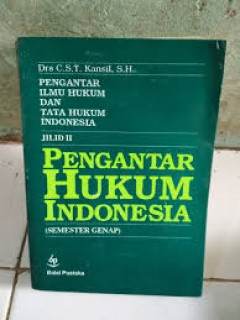 Drs C.S.T. Kansil, S.H.
PENGANTAR
ILMU HUKUM
DAN
TATA HUKUM
INDONESIA
JILID II
PENGANTAR
HUKUM
INDONESIA
(SEMESTER GENAP)
Balai Pustaka